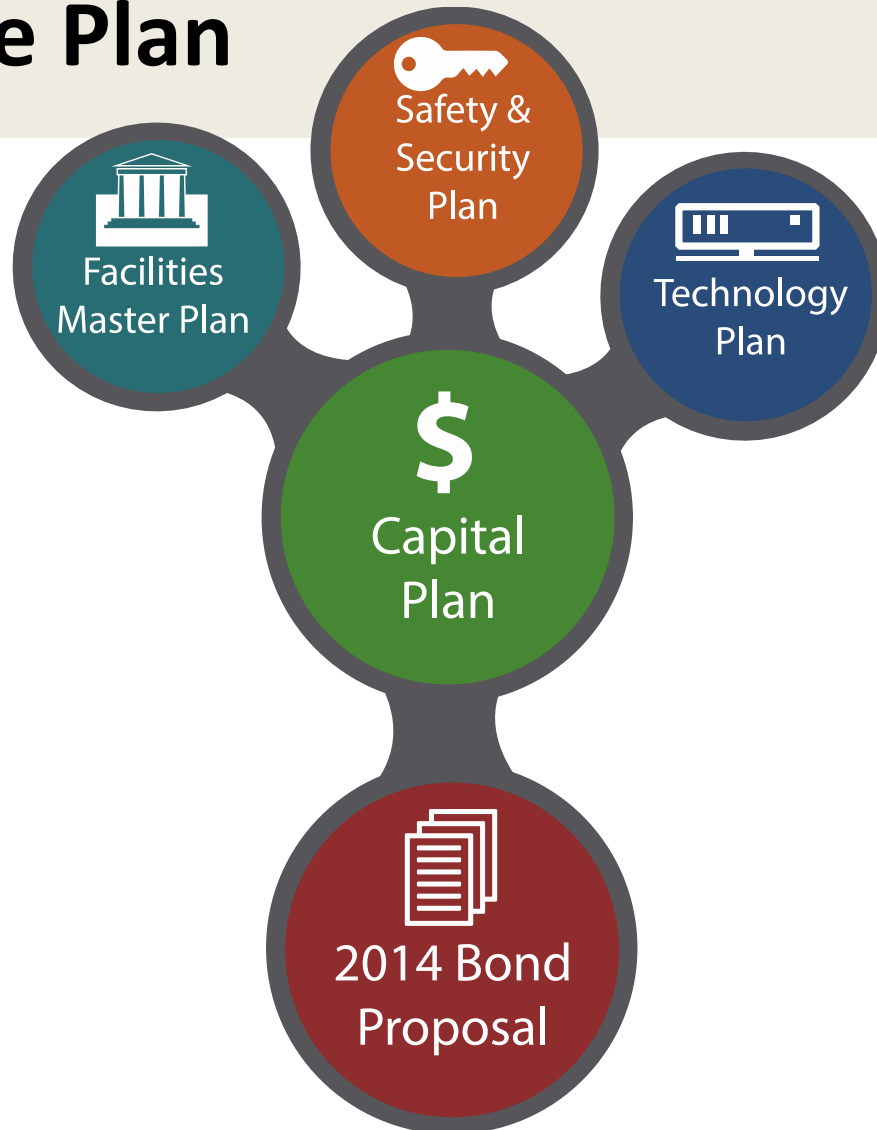 e Plan
Safety &
Security
Plan
Facilities
Master Plan
Technology
Plan
$
Capital
Plan
2014 Bond
Proposal